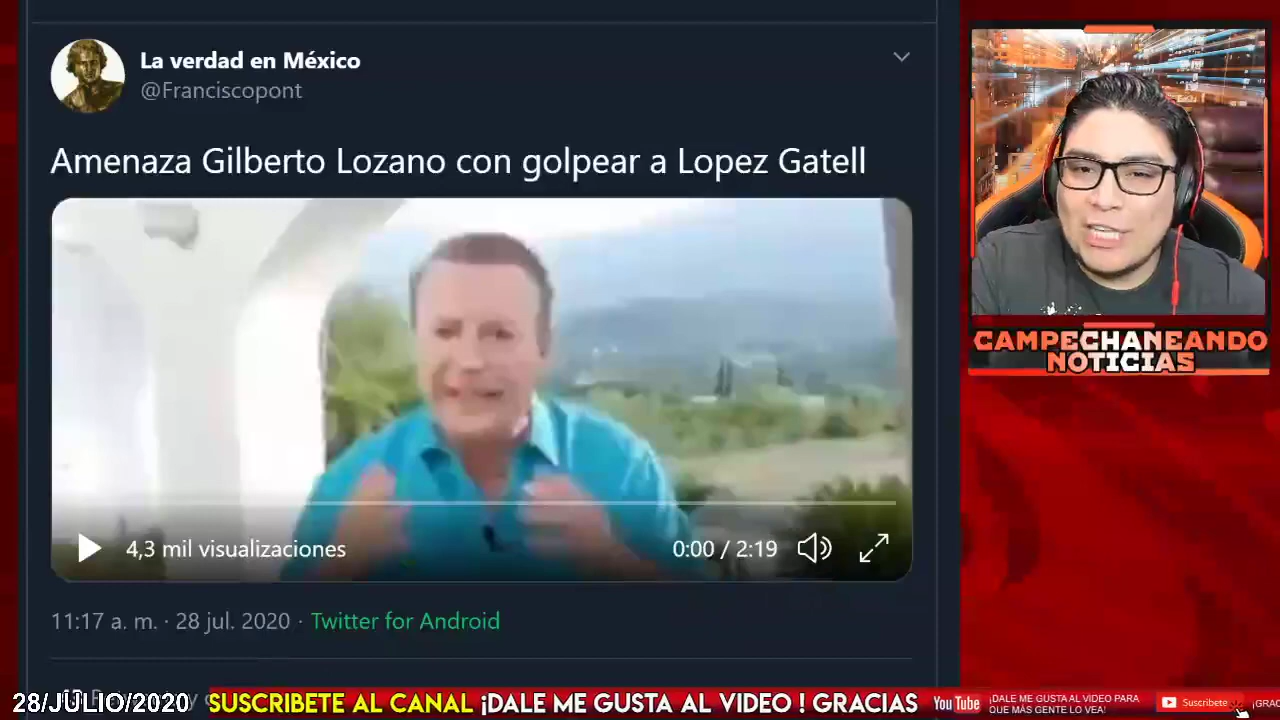 La verdad en México
@Franciscopont
Amenaza Gilberto Lozano con golpear a Lopez Gatell
4,3 mil visualizaciones
0:00 / 2:19
11:17 a. m. · 28 jul. 2020 · Twitter for Android
CAMPECHANEANDO
NOTICIAS
28/JULIO/2020
SUSCRIBETE AL CANAL ¡DALE ME GUSTA AL VIDEO ! GRACIAS
YouTube
¡DALE ME GUSTA AL VIDEO PARA
QUE MÁS GENTE LO VEA!
Suscribete